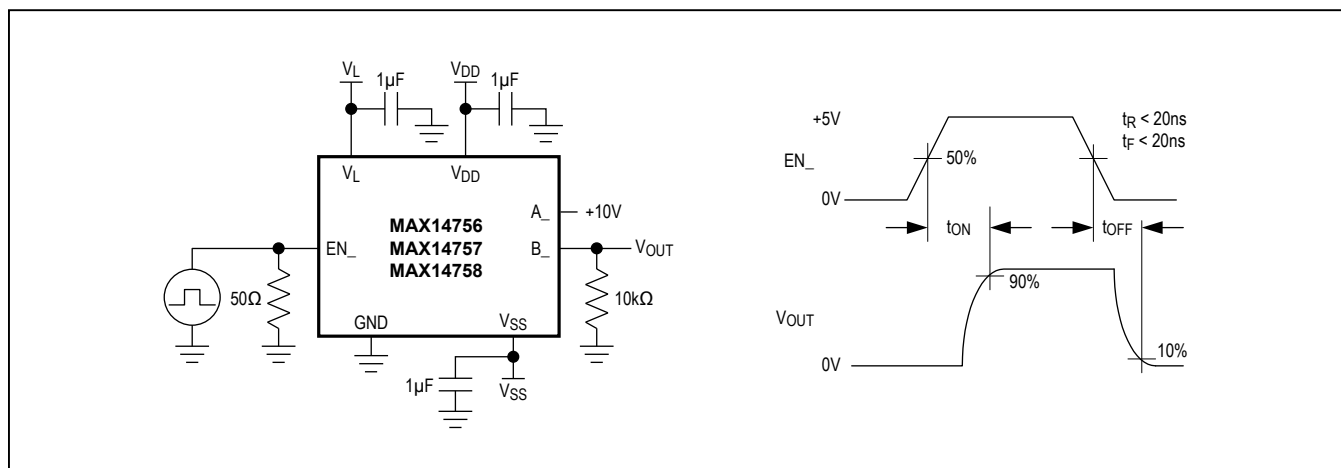 VL
1µF
VDD
1µF
VL
VDD
A_
+10V
MAX14756
MAX14757
MAX14758
EN_
B_
VOUT
50Ω
10kΩ
GND
VSS
1µF
VSS
+5V
tR < 20ns
tF < 20ns
EN_
50%
0V
tON
tOFF
90%
VOUT
10%
0V